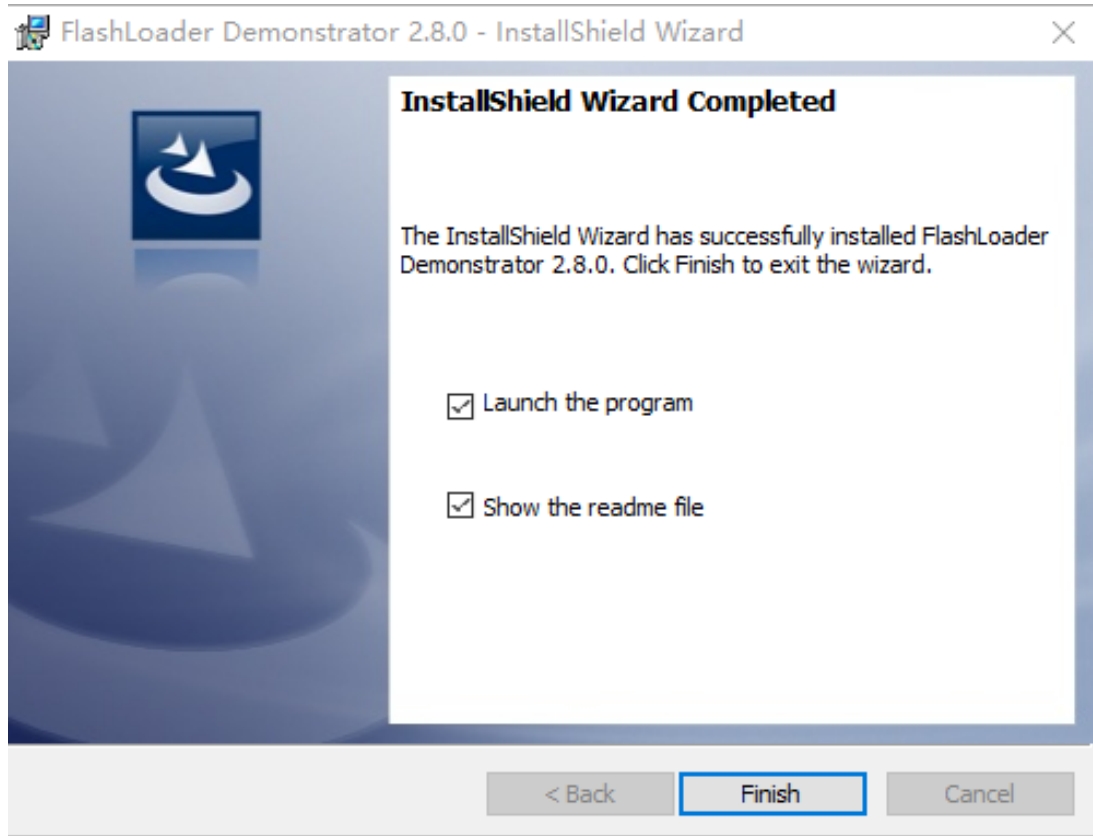 FlashLoader Demonstrator 2.8.0 - InstallShield Wizard
InstallShield Wizard Completed
The InstallShield Wizard has successfully installed FlashLoader
Demonstrator 2.8.0. Click Finish to exit the wizard.
Launch the program
Show the readme file
< Back
Finish
Cancel